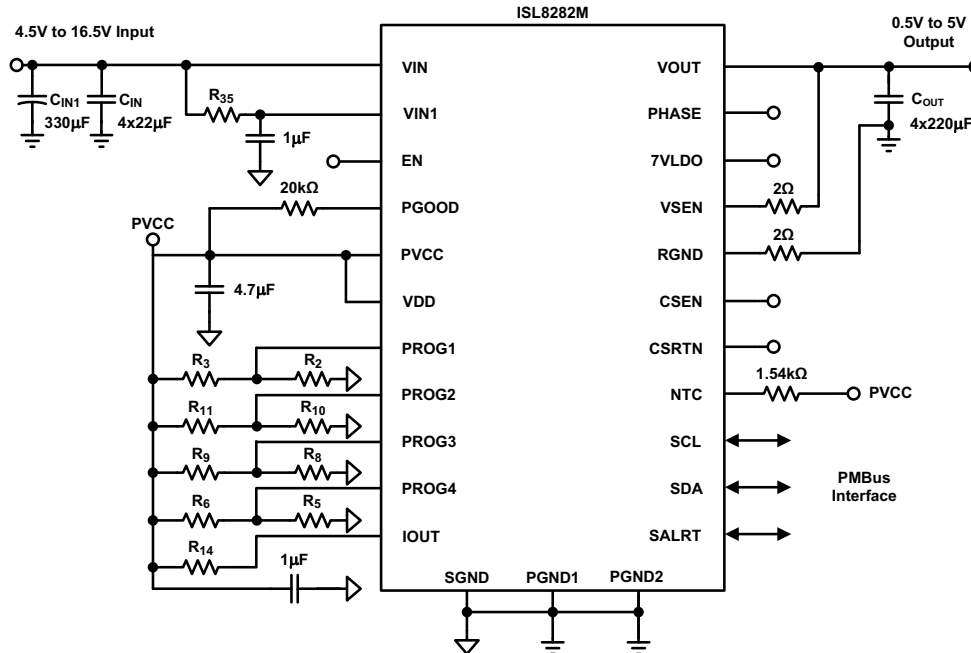 ISL8282M
4.5V to 16.5V Input
0.5V to 5V
Output
VIN
VOUT
CIN1
330µF
CIN
4x22µF
R35
VIN1
1µF
PHASE
COUT
4x220µF
EN
7VLDO
20kΩ
PGOOD
VSEN
2Ω
PVCC
PVCC
RGND
2Ω
4.7µF
VDD
CSEN
PROG1
CSRTN
R3
R2
1.54kΩ
PROG2
NTC
PVCC
R11
R10
PROG3
SCL
R9
R8
PROG4
SDA
PMBus
Interface
R6
R5
IOUT
SALRT
R14
1µF
SGND
PGND1
PGND2